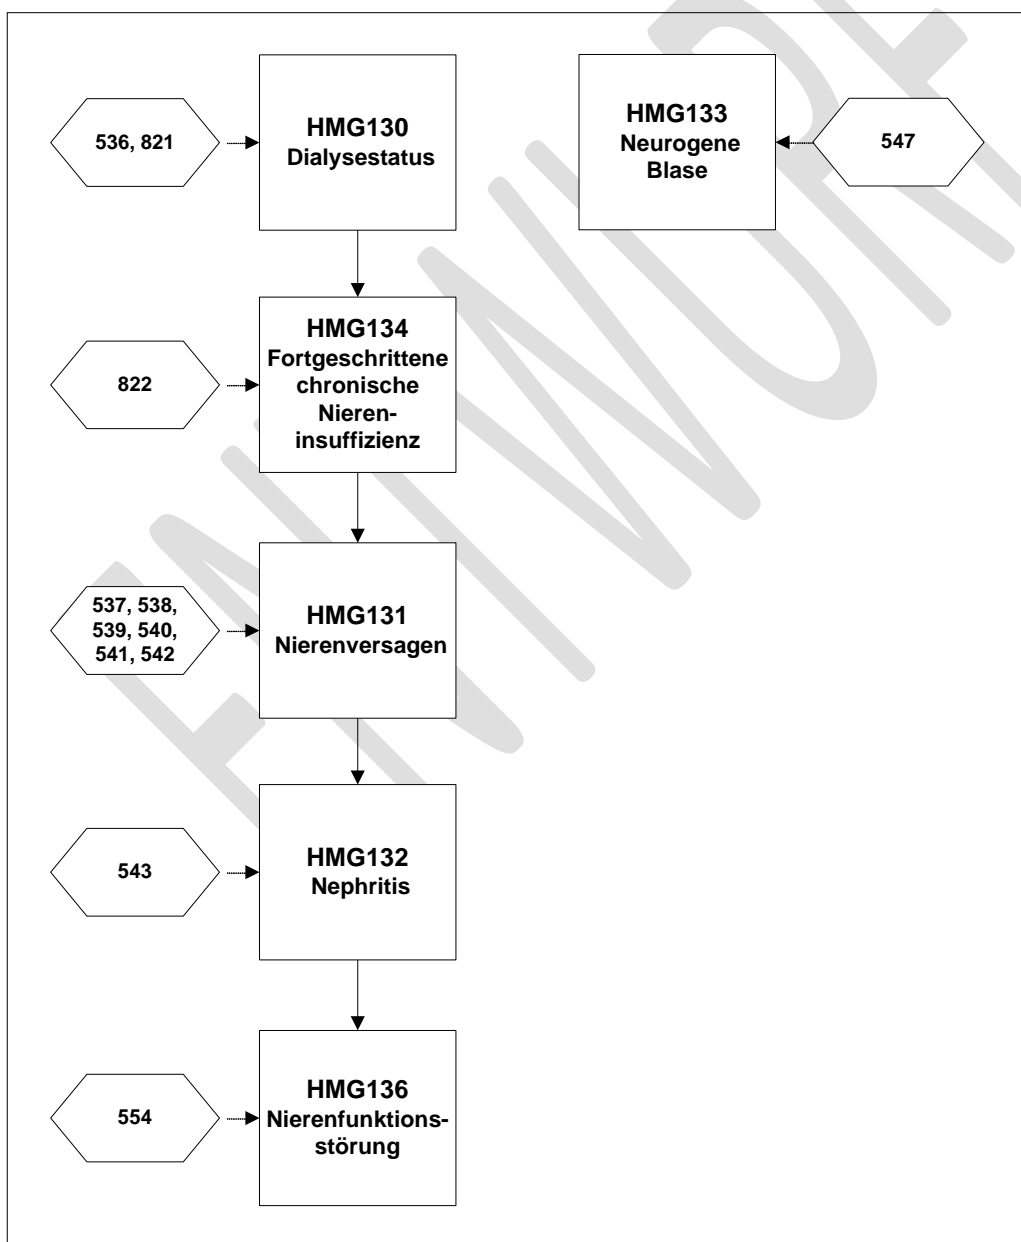 536, 821
HMG130
Dialysestatus
HMG133
Neurogene
Blase
547
822
HMG134
Fortgeschrittene
chronische
Nieren-
insuffizienz
537, 538,
539, 540,
541, 542
HMG131
Nierenversagen
543
HMG132
Nephritis
554
HMG136
Nierenfunktions-
störung
ENTWURF